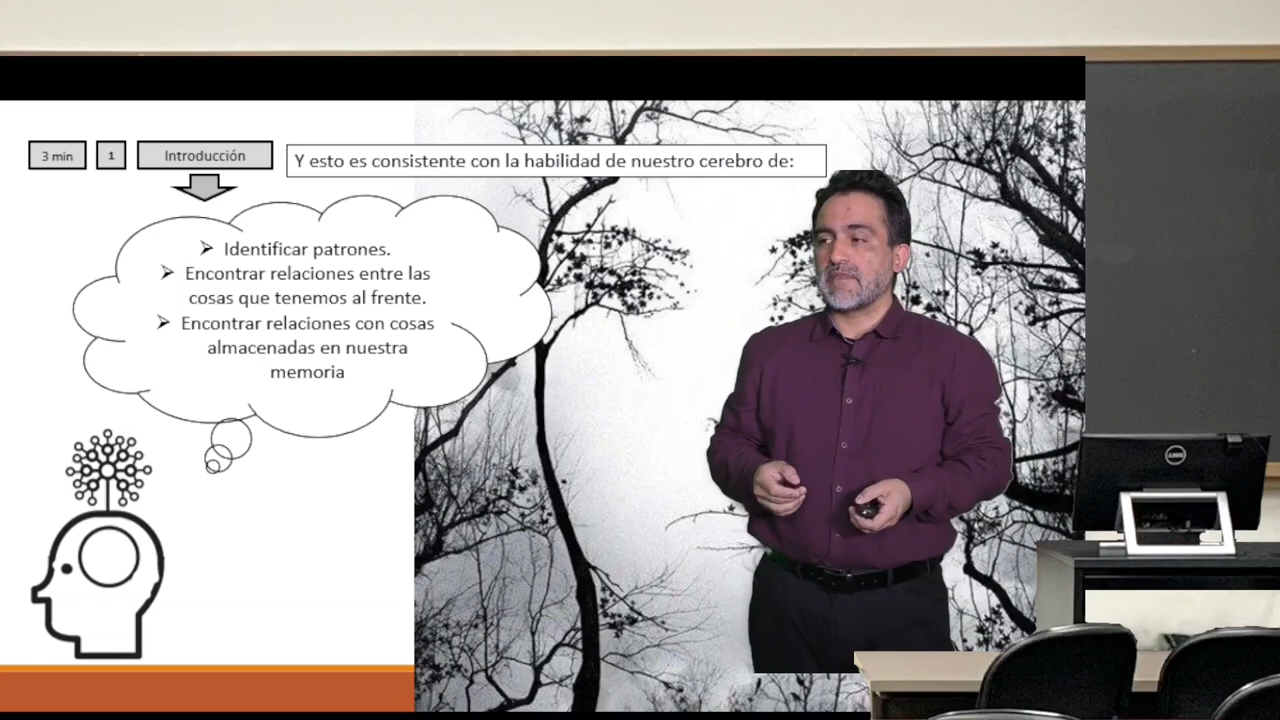 3 min
1
Introducción
Y esto es consistente con la habilidad de nuestro cerebro de:
Identificar patrones.
Encontrar relaciones entre las
cosas que tenemos al frente.
Encontrar relaciones con cosas
almacenadas en nuestra
memoria